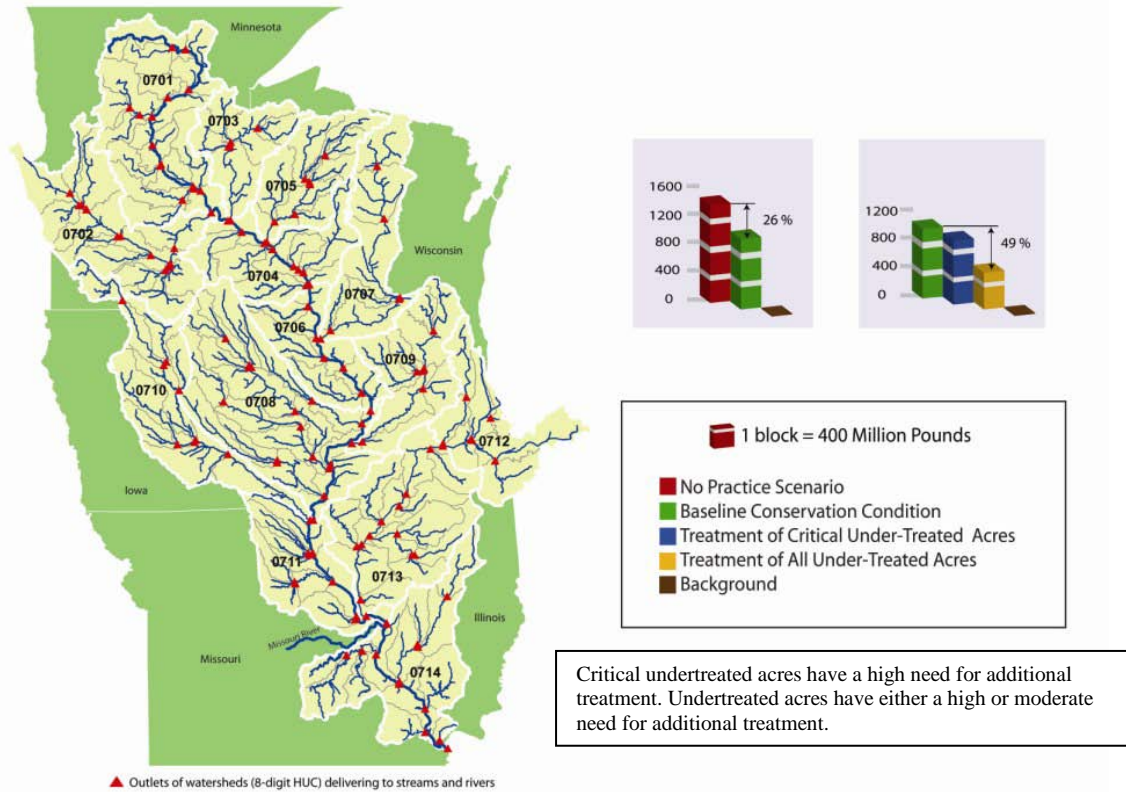 Minnesota
0701
0703
0705
0702
Wisconsin
0704
0707
0706
0709
0710
0708
0712
Iowa
0711
0713
Illinois
Missouri River
Missouri
0714
Outlets of watersheds (8-digit HUC) delivering to streams and rivers
1600
1200
800
400
0
26 %
1200
800
400
0
49 %
1 block = 400 Million Pounds
No Practice Scenario
Baseline Conservation Condition
Treatment of Critical Under-Treated Acres
Treatment of All Under-Treated Acres
Background
Critical undertreated acres have a high need for additional
treatment. Undertreated acres have either a high or moderate
need for additional treatment.